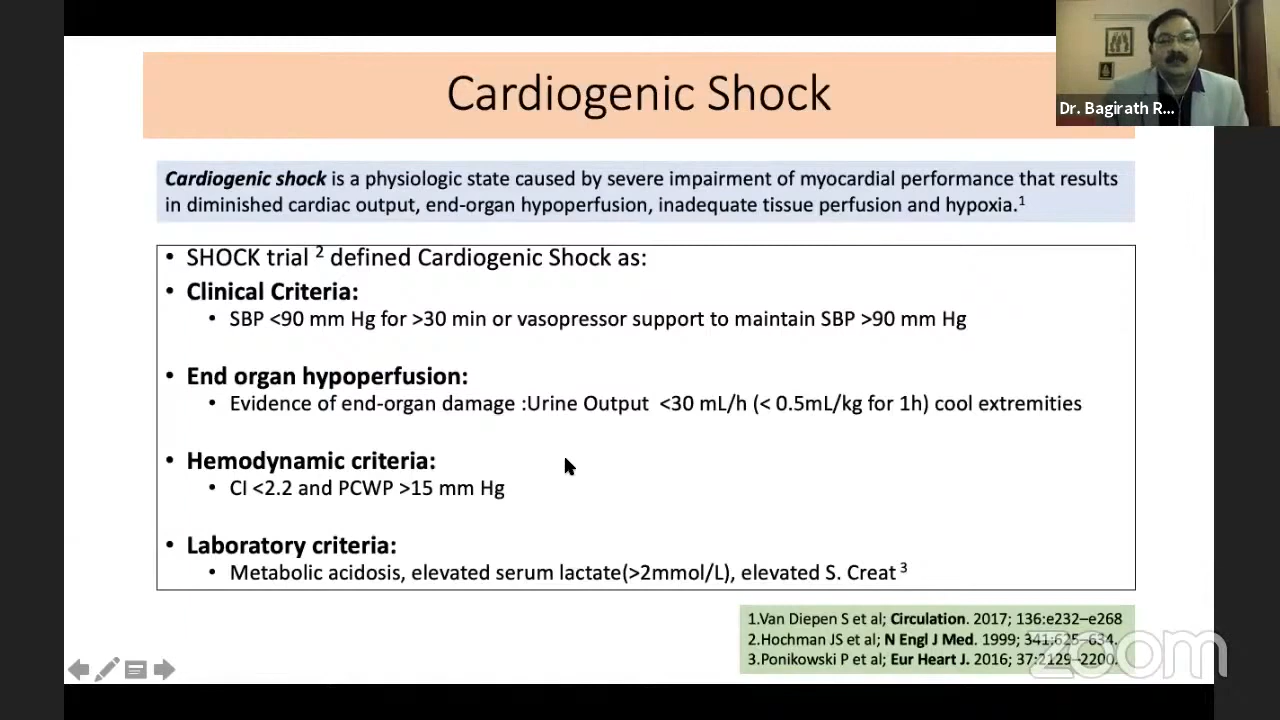 Cardiogenic Shock
Dr. Bagirath R...
Cardiogenic shock is a physiologic state caused by severe impairment of myocardial performance that results
in diminished cardiac output, end-organ hypoperfusion, inadequate tissue perfusion and hypoxia.1
• SHOCK trial 2 defined Cardiogenic Shock as:
• Clinical Criteria:
• SBP <90 mm Hg for >30 min or vasopressor support to maintain SBP >90 mm Hg
• End organ hypoperfusion:
• Evidence of end-organ damage :Urine Output <30 mL/h (< 0.5mL/kg for 1h) cool extremities
• Hemodynamic criteria:
• CI <2.2 and PCWP >15 mm Hg
• Laboratory criteria:
• Metabolic acidosis, elevated serum lactate(>2mmol/L), elevated S. Creat 3
1.Van Diepen S et al; Circulation. 2017; 136:e232–e268
2.Hochman JS et al; N Engl J Med. 1999; 341:625–634.
3.Ponikowski P et al; Eur Heart J. 2016; 37:2129–2200.
zoom